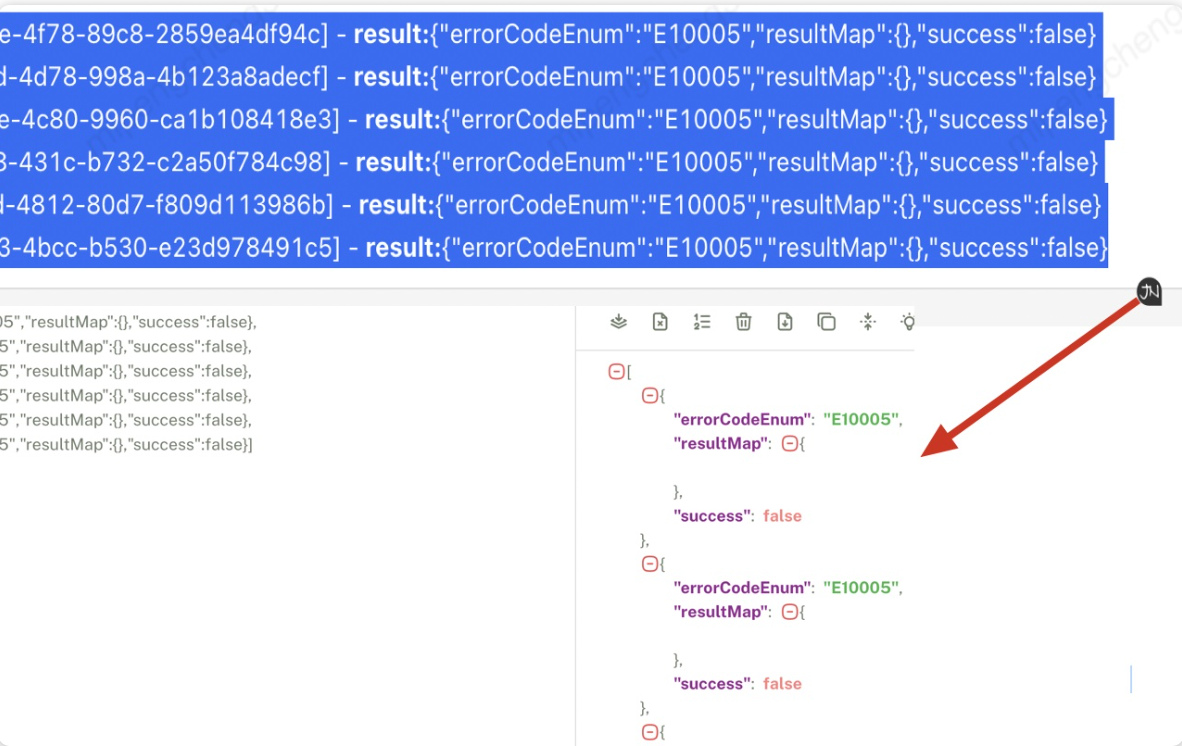 e-4f78-89c8-2859ea4df94c] - result:{"errorCodeEnum":"E10005","resultMap":{},"success":false}
d-4d78-998a-4b123a8adecf] - result:{"errorCodeEnum":"E10005","resultMap":{},"success":false}
e-4c80-9960-ca1b108418e3] - result:{"errorCodeEnum":"E10005","resultMap":{},"success":false}
3-431c-b732-c2a50f784c98] - result:{"errorCodeEnum":"E10005","resultMap":{},"success":false}
d-4812-80d7-f809d113986b] - result:{"errorCodeEnum":"E10005","resultMap":{},"success":false}
3-4bcc-b530-e23d978491c5] - result:{"errorCodeEnum":"E10005","resultMap":{},"success":false}
JN
05","resultMap":{},"success":false},
5","resultMap":{},"success":false},
5","resultMap":{},"success":false},
5","resultMap":{},"success":false},
5","resultMap":{},"success":false},
5","resultMap":{},"success":false}]
[
{
"errorCodeEnum": "E10005",
"resultMap": {
},
"success": false
},
{
"errorCodeEnum": "E10005",
"resultMap": {
},
"success": false
},
{